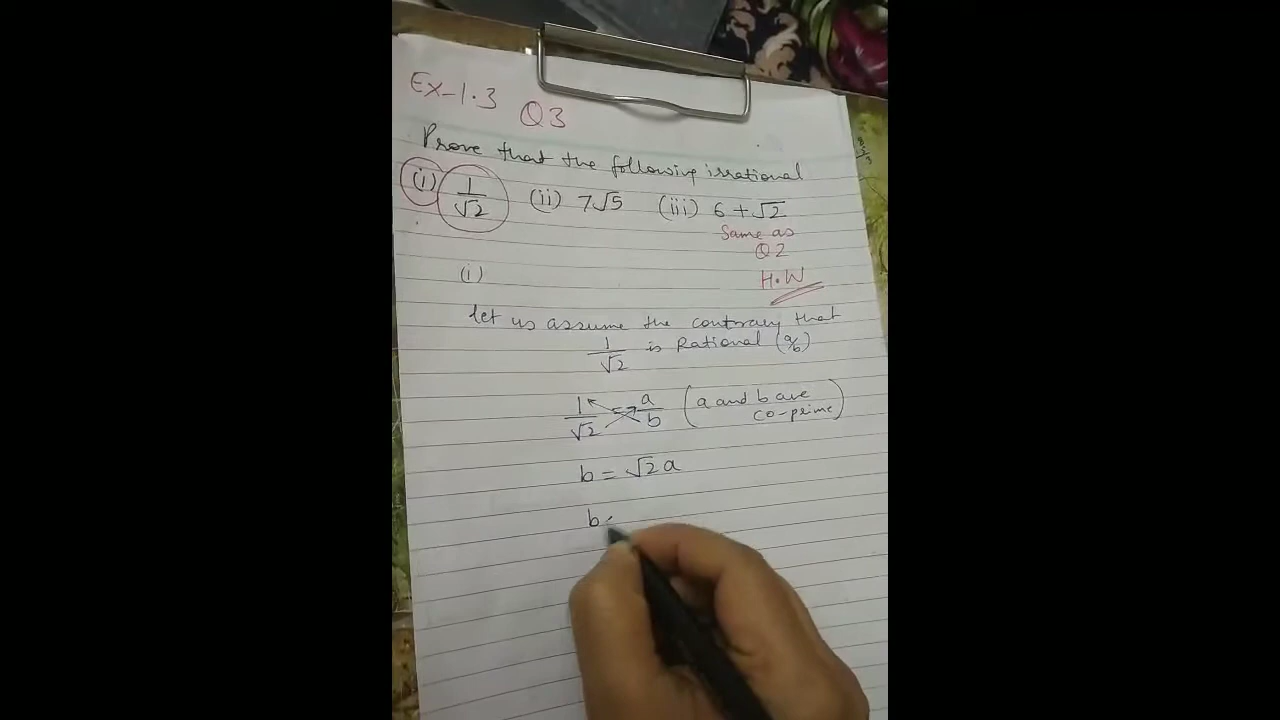 Ex-1.3 Q3
Prove that the following irrational
(i) 1/√2 (ii) 7√5 (iii) 6+√2
Same as
Q2
H.W
(i)
let us assume the contrary that
1/√2 is Rational (a/b)
1/√2 = a/b (a and b are
co-prime)
b = √2a
b